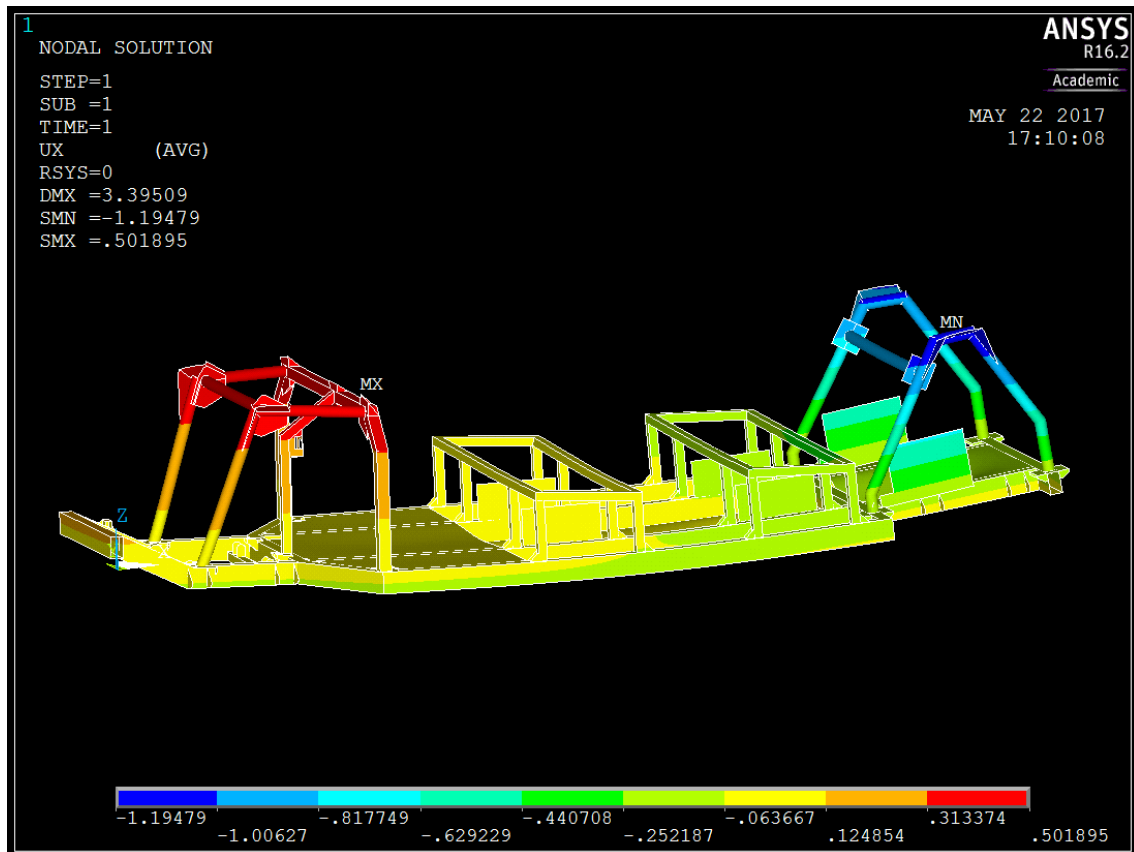 1
NODAL SOLUTION
STEP=1
SUB =1
TIME=1
UX (AVG)
RSYS=0
DMX =3.39509
SMN =-1.19479
SMX =.501895
ANSYS
R16.2
Academic
MAY 22 2017
17:10:08
MN
MX
Z
-1.19479 -.817749 -.440708 -.063667 .313374
-1.00627 -.629229 -.252187 .124854 .501895